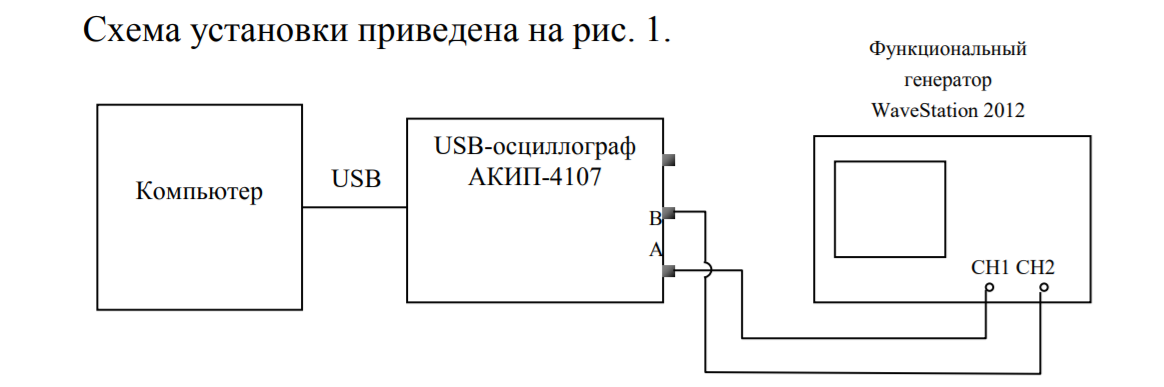 Схема установки приведена на рис. 1.
Функциональный
генератор
WaveStation 2012
USB-осциллограф
АКИП-4107
Компьютер
USB
B
A
CH1 CH2